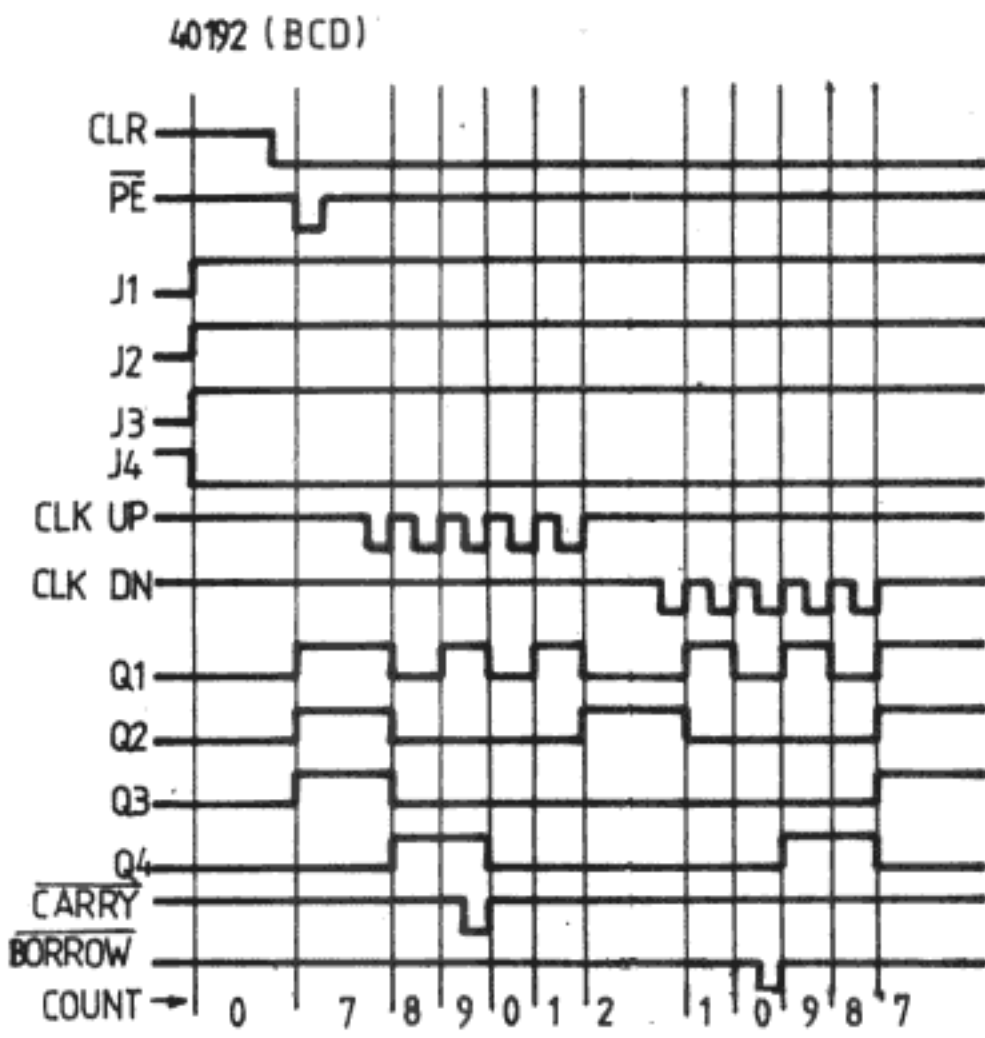 40192 (BCD)
CLR
PE
J1
J2
J3
J4
CLK UP
CLK DN
Q1
Q2
Q3
Q4
CARRY
BORROW
COUNT → 0 7 8 9 0 1 2 1 0 9 8 7